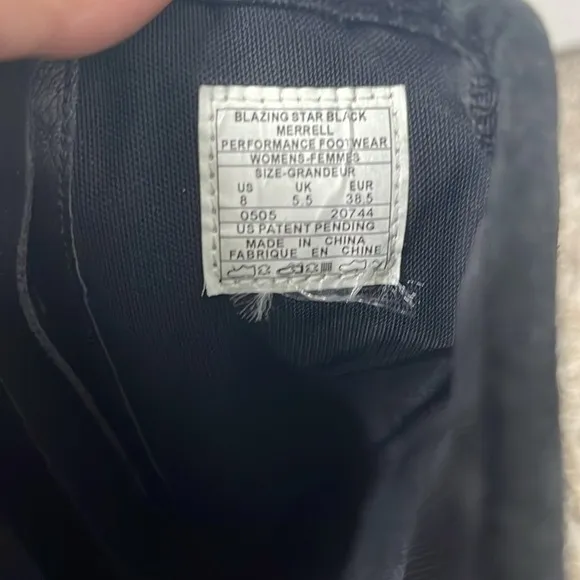 BLAZING STAR BLACK
MERRELL
PERFORMANCE FOOTWEAR
WOMENS-FEMMES
SIZE-GRANDEUR
US UK EUR
8 5.5 38.5
0505 20744
US PATENT PENDING
MADE IN CHINA
FABRIQUE EN CHINE